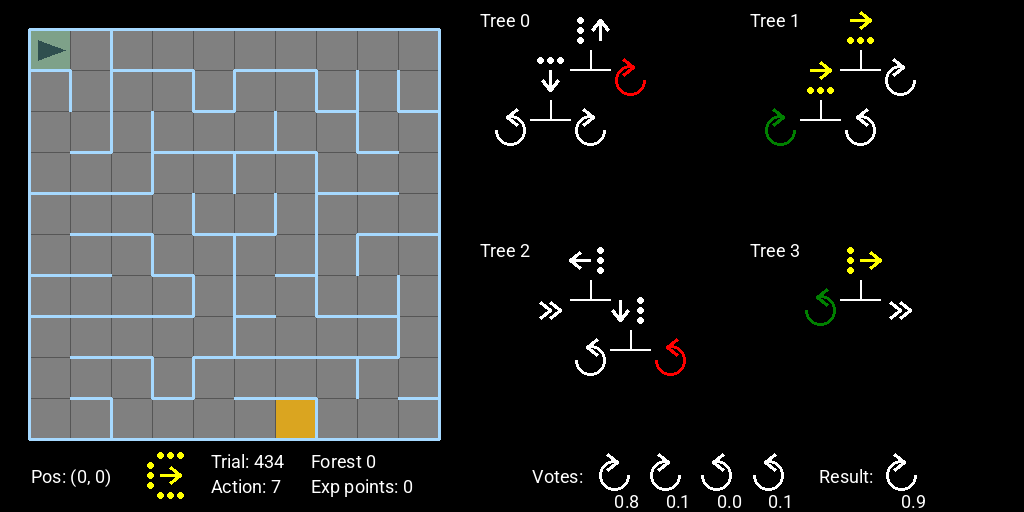 Tree 0
Tree 1
Tree 2
Tree 3
Pos: (0, 0)
Trial: 434
Forest 0
Action: 7
Exp points: 0
Votes:
0.8
0.1
0.0
0.1
Result:
0.9